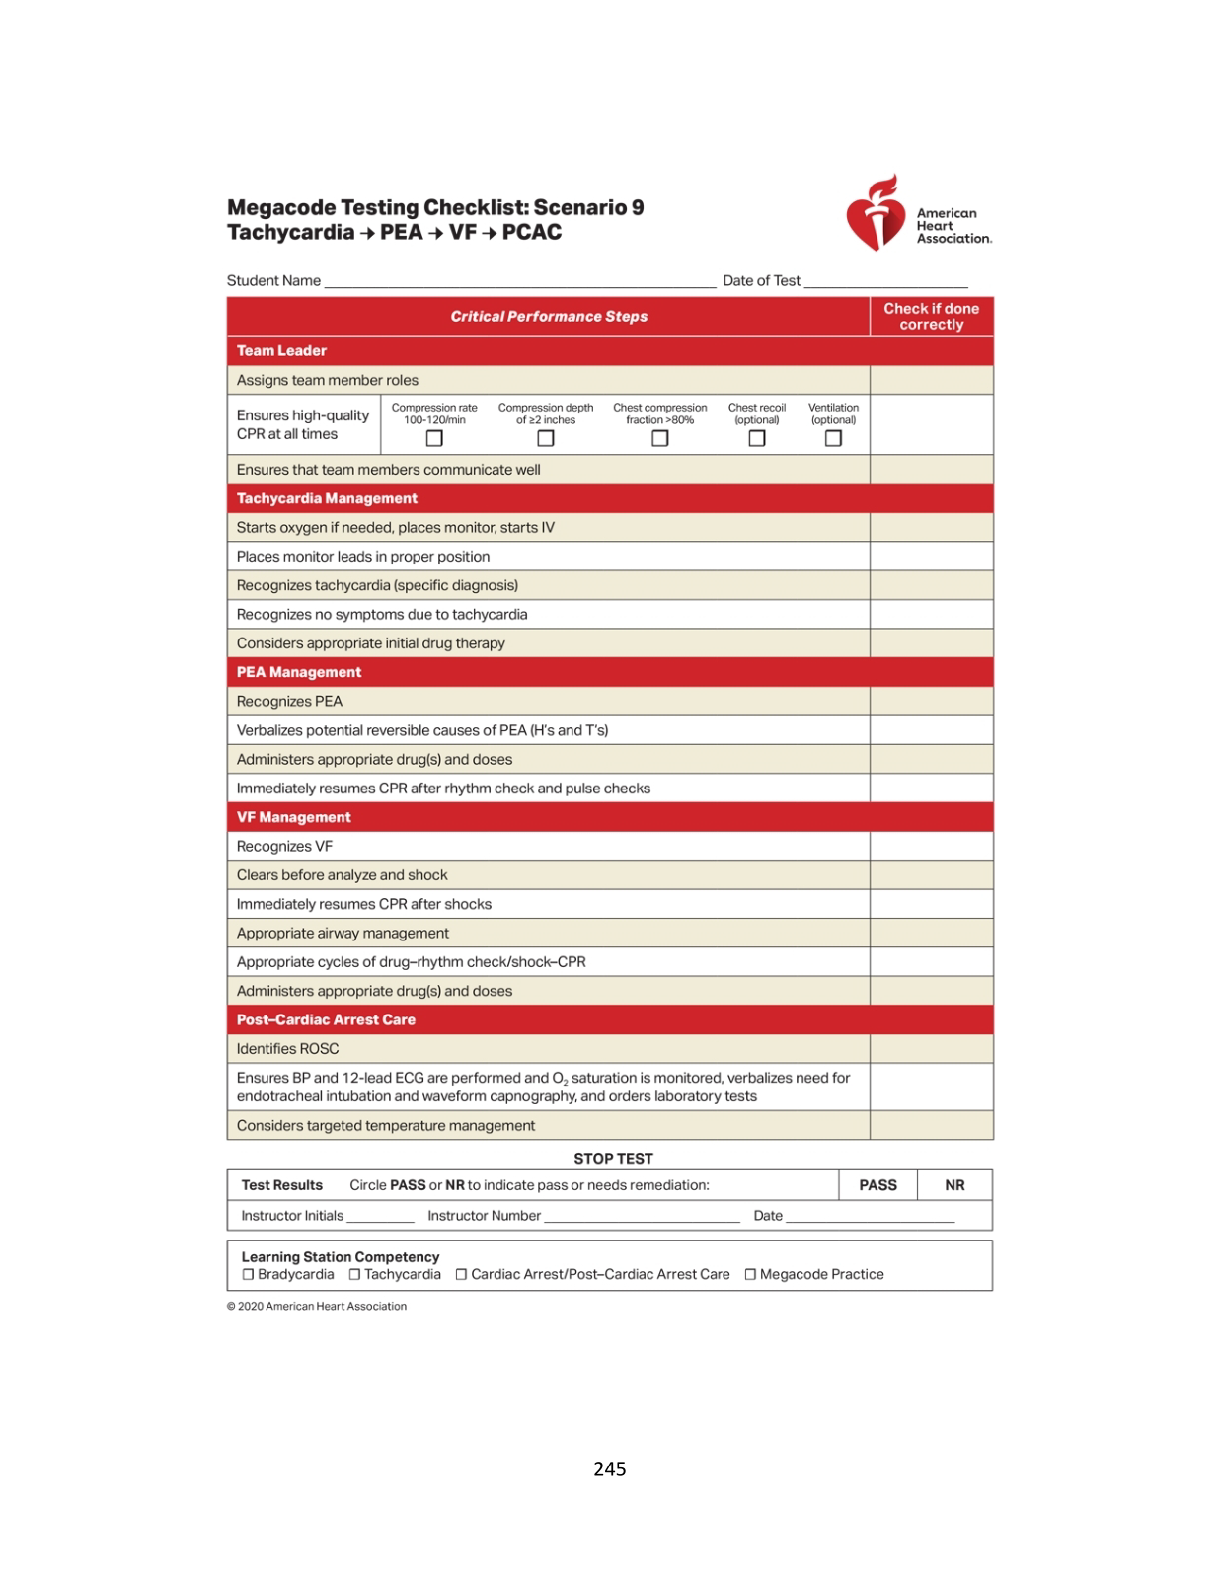 Megacode Testing Checklist: Scenario 9
Tachycardia → PEA → VF → PCAC
American
Heart
Association.
Student Name ______ Date of Test ______
Critical Performance Steps
Check if done
correctly
Team Leader
Assigns team member roles
Ensures high-quality
CPR at all times
Compression rate
100-120/min
☐
Compression depth
of ≥2 inches
☐
Chest compression
fraction >80%
☐
Chest recoil
(optional)
☐
Ventilation
(optional)
☐
Ensures that team members communicate well
Tachycardia Management
Starts oxygen if needed, places monitor, starts IV
Places monitor leads in proper position
Recognizes tachycardia (specific diagnosis)
Recognizes no symptoms due to tachycardia
Considers appropriate initial drug therapy
PEA Management
Recognizes PEA
Verbalizes potential reversible causes of PEA (H's and T's)
Administers appropriate drug(s) and doses
Immediately resumes CPR after rhythm check and pulse checks
VF Management
Recognizes VF
Clears before analyze and shock
Immediately resumes CPR after shocks
Appropriate airway management
Appropriate cycles of drug–rhythm check/shock–CPR
Administers appropriate drug(s) and doses
Post–Cardiac Arrest Care
Identifies ROSC
Ensures BP and 12-lead ECG are performed and O₂ saturation is monitored, verbalizes need for
endotracheal intubation and waveform capnography, and orders laboratory tests
Considers targeted temperature management
STOP TEST
Test Results Circle PASS or NR to indicate pass or needs remediation: PASS NR
Instructor Initials ______ Instructor Number ______ Date ______
Learning Station Competency
☐ Bradycardia ☐ Tachycardia ☐ Cardiac Arrest/Post–Cardiac Arrest Care ☐ Megacode Practice
© 2020 American Heart Association
245